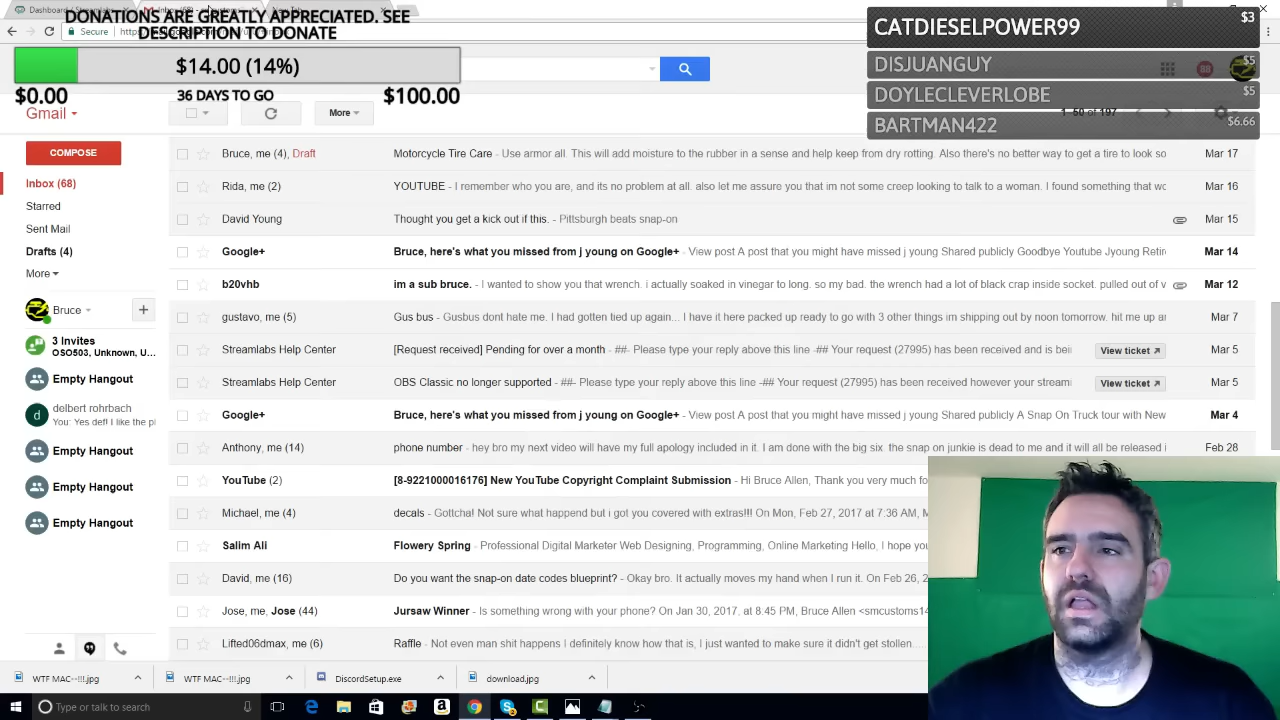 Dashboard / Streamlabs
DONATIONS ARE GREATLY APPRECIATED. SEE
DESCRIPTION TO DONATE
Secure
$14.00 (14%)
$0.00
36 DAYS TO GO
$100.00
CATDIESELPOWER99
$3
DISJUANGUY
$5
DOYLECLEVERLOBE
$5
BARTMAN422
$6.66
Gmail
More
1–50 of 197
COMPOSE
Inbox (68)
Starred
Sent Mail
Drafts (4)
More
Bruce
3 Invites
OSO503, Unknown, U...
Empty Hangout
d
delbert rohrbach
You: Yes def! I like the pl
Empty Hangout
Empty Hangout
Empty Hangout
Bruce, me (4), Draft Motorcycle Tire Care - Use armor all. This will add moisture to the rubber in a sense and help keep from dry rotting. Also there's no better way to get a tire to look so Mar 17
Rida, me (2) YOUTUBE - I remember who you are, and its no problem at all. also let me assure you that im not some creep looking to talk to a woman. I found something that wo Mar 16
David Young Thought you get a kick out if this. - Pittsburgh beats snap-on Mar 15
Google+ Bruce, here's what you missed from j young on Google+ - View post A post that you might have missed j young Shared publicly Goodbye Youtube Jyoung Retir Mar 14
b20vhb im a sub bruce. - I wanted to show you that wrench. i actually soaked in vinegar to long. so my bad. the wrench had a lot of black crap inside socket. pulled out of v Mar 12
gustavo, me (5) Gus bus - Gusbus dont hate me. I had gotten tied up again... I have it here packed up ready to go with 3 other things im shipping out by noon tomorrow. hit me up ar Mar 7
Streamlabs Help Center [Request received] Pending for over a month - ##- Please type your reply above this line -## Your request (27995) has been received and is bei View ticket Mar 5
Streamlabs Help Center OBS Classic no longer supported - ##- Please type your reply above this line -## Your request (27995) has been received however your streami View ticket Mar 5
Google+ Bruce, here's what you missed from j young on Google+ - View post A post that you might have missed j young Shared publicly A Snap On Truck tour with New Mar 4
Anthony, me (14) phone number - hey bro my next video will have my full apology included in it. I am done with the big six. the snap on junkie is dead to me and it will all be released i Feb 28
YouTube (2) [8-9221000016176] New YouTube Copyright Complaint Submission - Hi Bruce Allen, Thank you very much fo
Michael, me (4) decals - Gotcha! Not sure what happend but i got you covered with extras!!! On Mon, Feb 27, 2017 at 7:36 AM,
Salim Ali Flowery Spring - Professional Digital Marketer Web Designing, Programming, Online Marketing Hello, I hope you
David, me (16) Do you want the snap-on date codes blueprint? - Okay bro. It actually moves my hand when I run it. On Feb 26, 2
Jose, me, Jose (44) Jursaw Winner - Is something wrong with your phone? On Jan 30, 2017. at 8:45 PM, Bruce Allen <smcustoms14
Lifted06dmax, me (6) Raffle - Not even man shit happens I definitely know how that is, I just wanted to make sure it didn't get stollen.
WTF MAC--!!!.jpg
WTF MAC--!!!.jpg
DiscordSetup.exe
download.jpg
Type here to search